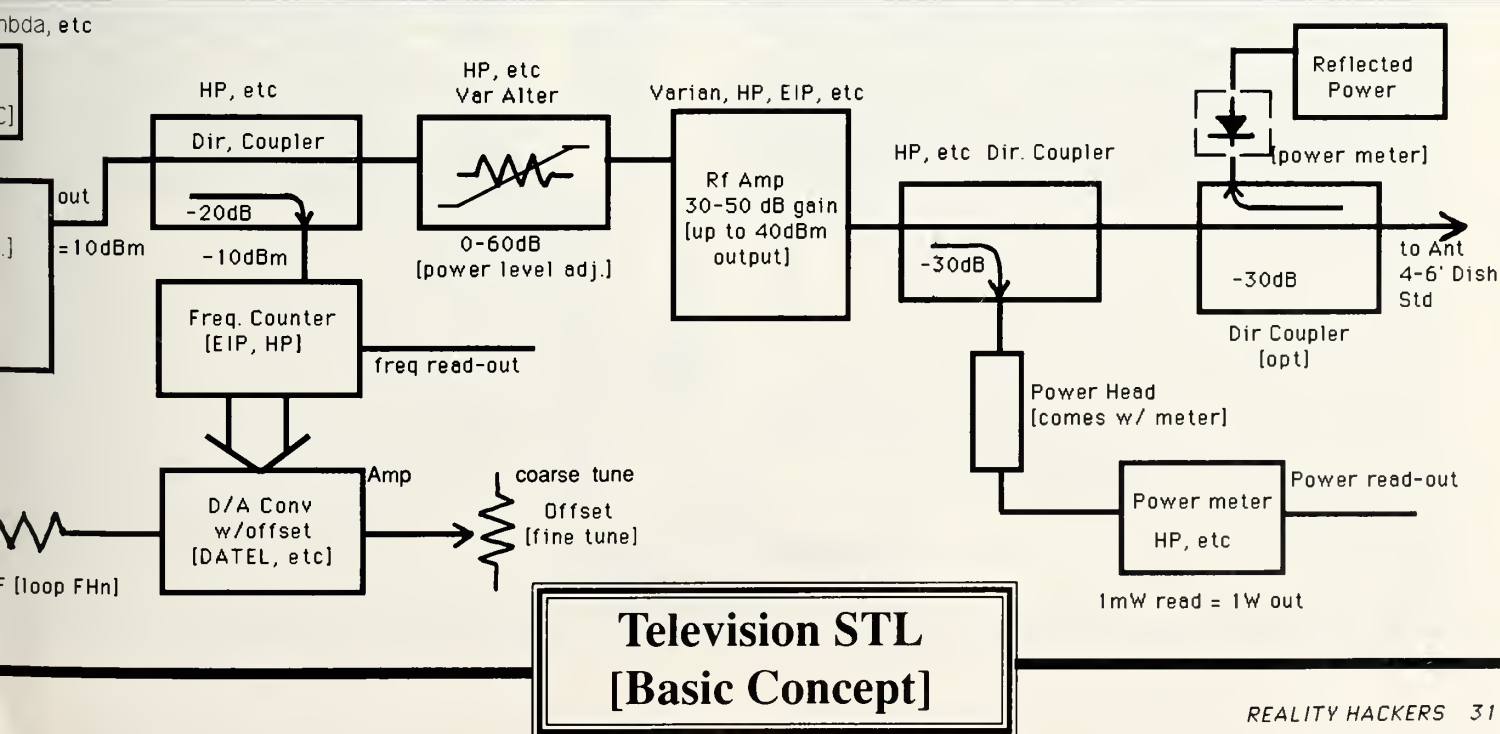 etc
HP, etc
Dir, Coupler
-20dB
-10dBm
out
=10dBm
HP, etc
Var Alter
0-60dB
[power level adj.]
Varian, HP, EIP, etc
Rf Amp
30-50 dB gain
[up to 40dBm
output]
HP, etc Dir. Coupler
-30dB
Reflected
Power
[power meter]
-30dB
Dir Coupler
[opt]
to Ant
4-6' Dish
Std
Freq. Counter
[EIP, HP]
freq read-out
Power Head
[comes w/ meter]
Amp
D/A Conv
w/offset
[DATEL, etc]
coarse tune
Offset
[fine tune]
F [loop FHn]
Power meter
HP, etc
Power read-out
1mW read = 1W out
Television STL
[Basic Concept]
REALITY HACKERS 31